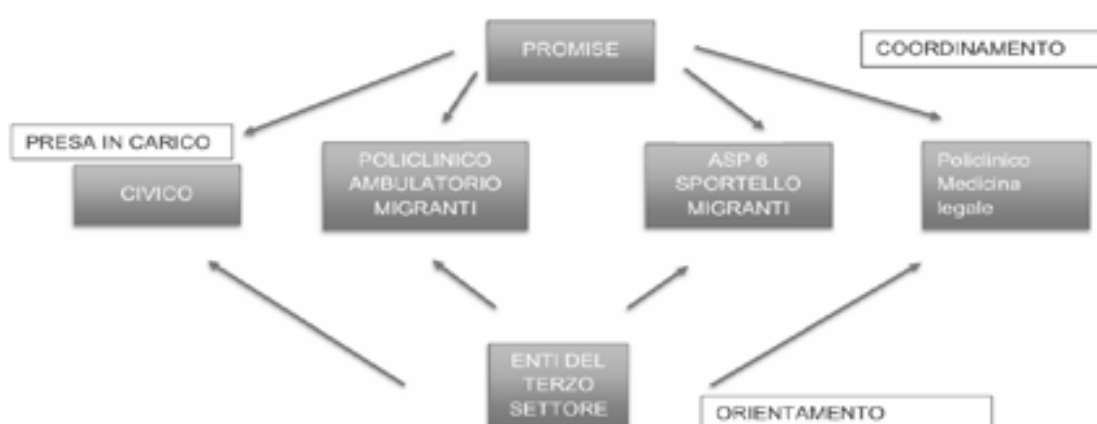 PROMISE
COORDINAMENTO
PRESA IN CARICO
CIVICO
POLICLINICO
AMBULATORIO
MIGRANTI
ASP 6
SPORTELLO
MIGRANTI
Policlinico
Medicina
legale
ENTI DEL
TERZO
SETTORE
ORIENTAMENTO